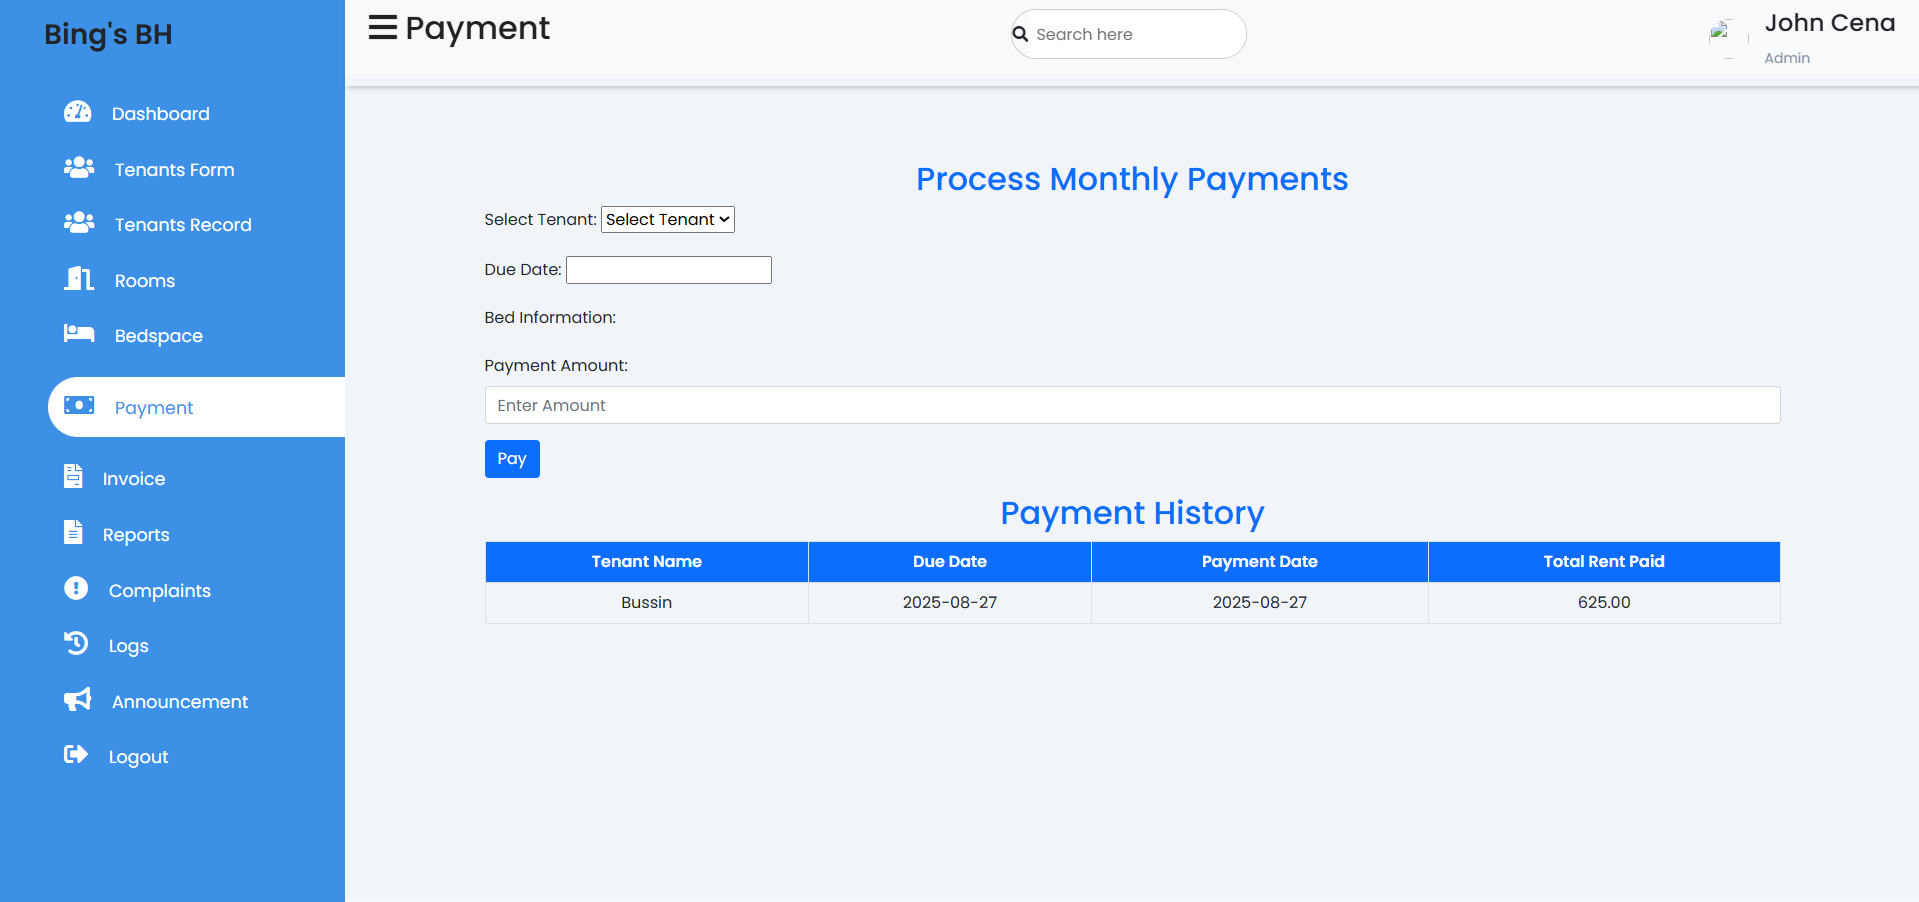 Bing's BH
Dashboard
Tenants Form
Tenants Record
Rooms
Bedspace
Payment
Invoice
Reports
Complaints
Logs
Announcement
Logout
Payment
Search here
John Cena
Admin
Process Monthly Payments
Select Tenant: Select Tenant
Due Date:
Bed Information:
Payment Amount:
Enter Amount
Pay
Payment History
Tenant Name Due Date Payment Date Total Rent Paid
Bussin 2025-08-27 2025-08-27 625.00